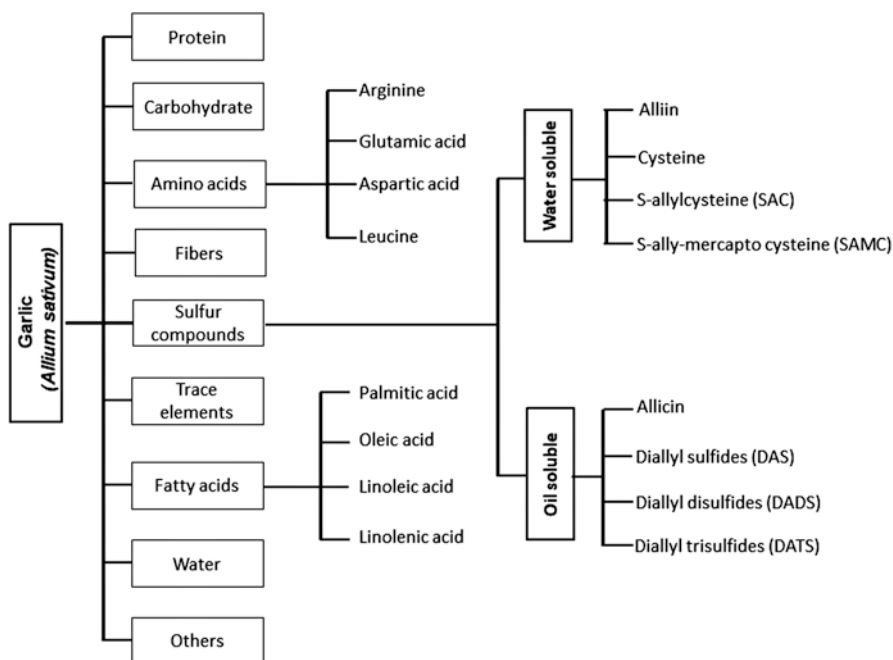 Garlic
(Allium sativum)
Protein
Carbohydrate
Amino acids
Fibers
Sulfur
compounds
Trace
elements
Fatty acids
Water
Others
Arginine
Glutamic acid
Aspartic acid
Leucine
Palmitic acid
Oleic acid
Linoleic acid
Linolenic acid
Water soluble
Alliin
Cysteine
S-allylcysteine (SAC)
S-ally-mercapto cysteine (SAMC)
Oil soluble
Allicin
Diallyl sulfides (DAS)
Diallyl disulfides (DADS)
Diallyl trisulfides (DATS)